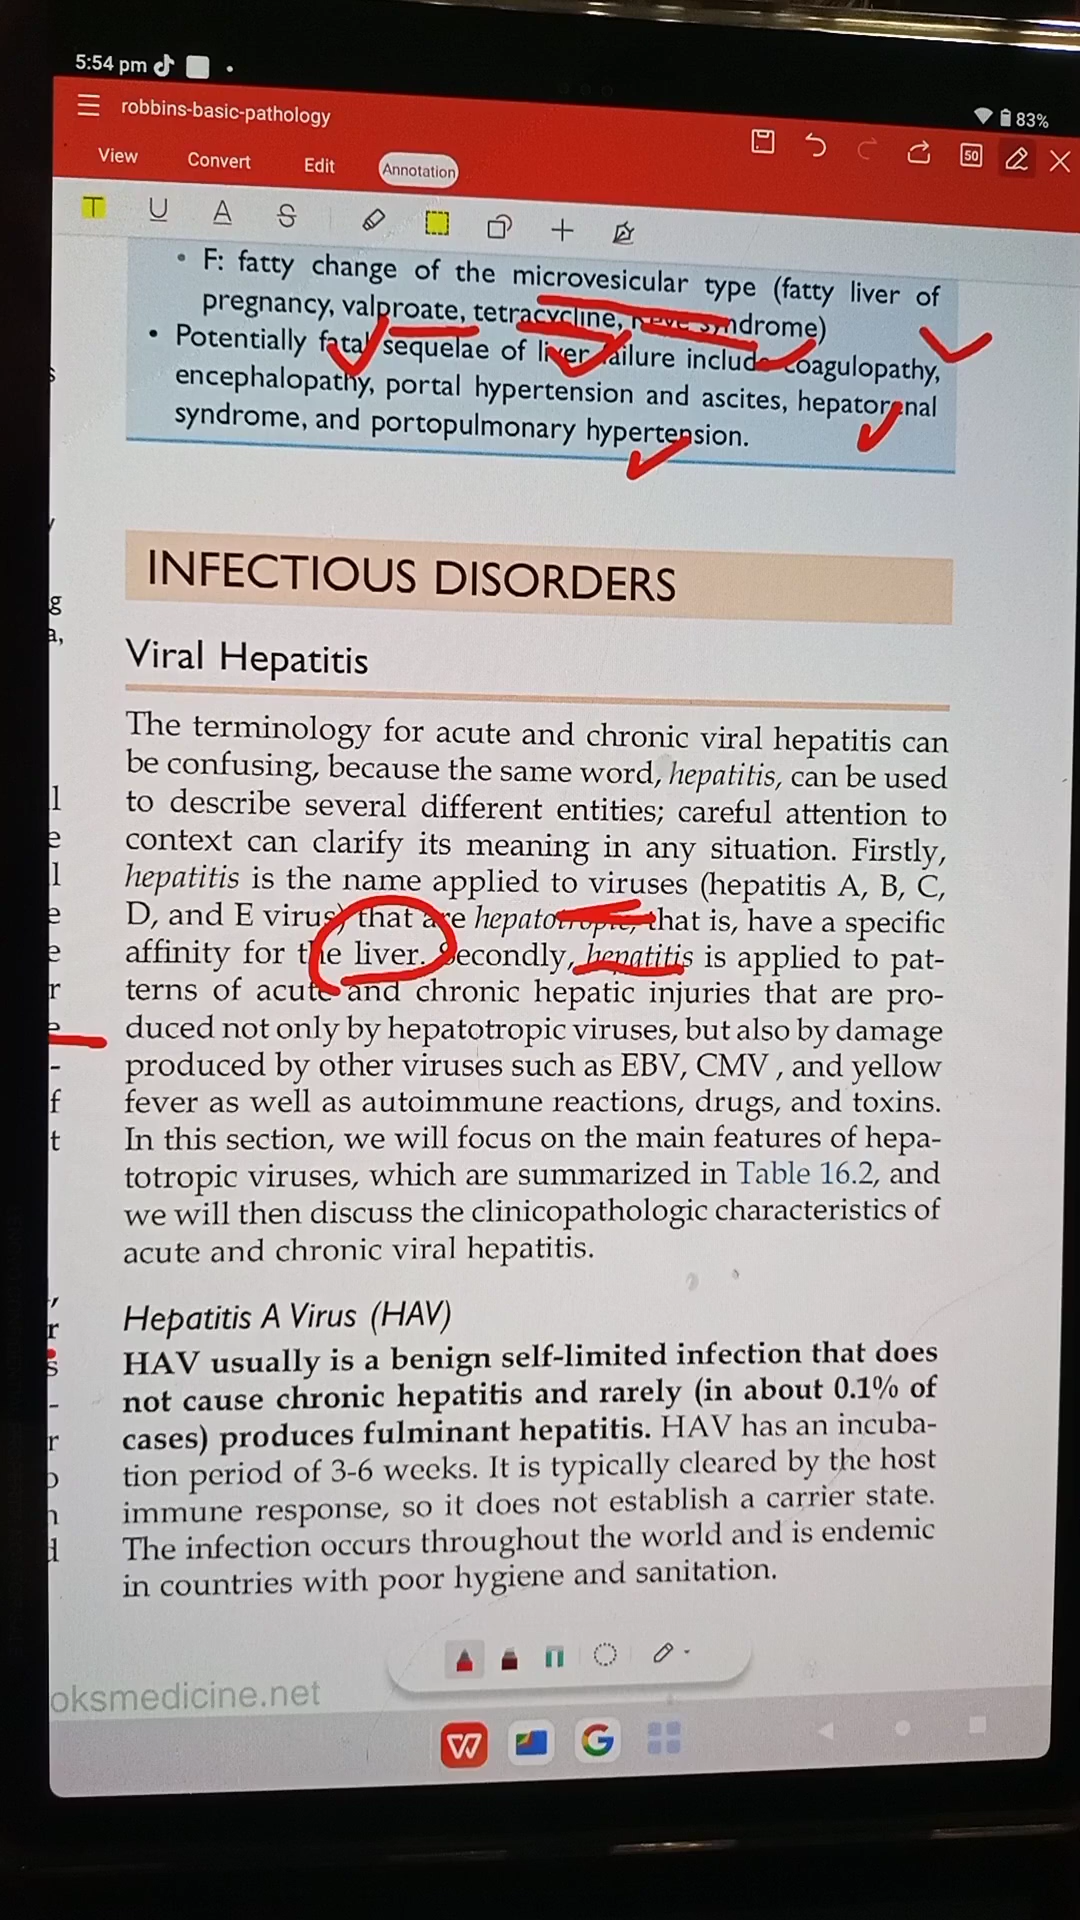 5:54 pm
83%
robbins-basic-pathology
50
View Convert Edit Annotation
T U A S
• F: fatty change of the microvesicular type (fatty liver of
pregnancy, valproate, tetracycline, Reye syndrome)
• Potentially fatal sequelae of liver failure include coagulopathy,
encephalopathy, portal hypertension and ascites, hepatorenal
syndrome, and portopulmonary hypertension.
INFECTIOUS DISORDERS
Viral Hepatitis
The terminology for acute and chronic viral hepatitis can
be confusing, because the same word, hepatitis, can be used
to describe several different entities; careful attention to
context can clarify its meaning in any situation. Firstly,
hepatitis is the name applied to viruses (hepatitis A, B, C,
D, and E virus) that are hepatotropic, that is, have a specific
affinity for the liver. Secondly, hepatitis is applied to pat-
terns of acute and chronic hepatic injuries that are pro-
duced not only by hepatotropic viruses, but also by damage
produced by other viruses such as EBV, CMV , and yellow
fever as well as autoimmune reactions, drugs, and toxins.
In this section, we will focus on the main features of hepa-
totropic viruses, which are summarized in Table 16.2, and
we will then discuss the clinicopathologic characteristics of
acute and chronic viral hepatitis.
Hepatitis A Virus (HAV)
HAV usually is a benign self-limited infection that does
not cause chronic hepatitis and rarely (in about 0.1% of
cases) produces fulminant hepatitis. HAV has an incuba-
tion period of 3-6 weeks. It is typically cleared by the host
immune response, so it does not establish a carrier state.
The infection occurs throughout the world and is endemic
in countries with poor hygiene and sanitation.
oksmedicine.net